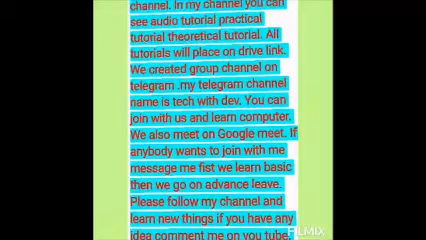 channel. In my channel you can
see audio tutorial practical
tutorial theoretical tutorial. All
tutorials will place on drive link.
We created group channel on
telegram .my telegram channel
name is tech with dev. You can
join with us and learn computer.
We also meet on Google meet. If
anybody wants to join with me
message me fist we learn basic
then we go on advance leave.
Please follow my channel and
learn new things if you have any
idea comment me on you tube
FILMIX